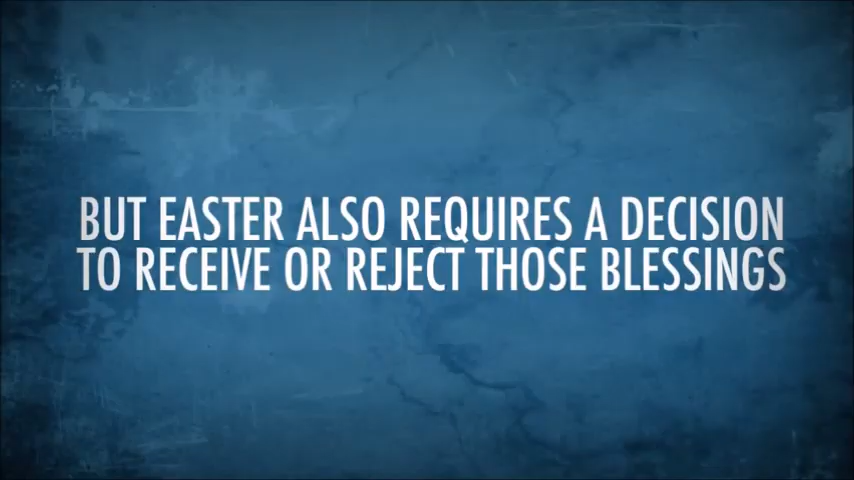 BUT EASTER ALSO REQUIRES A DECISION
TO RECEIVE OR REJECT THOSE BLESSINGS